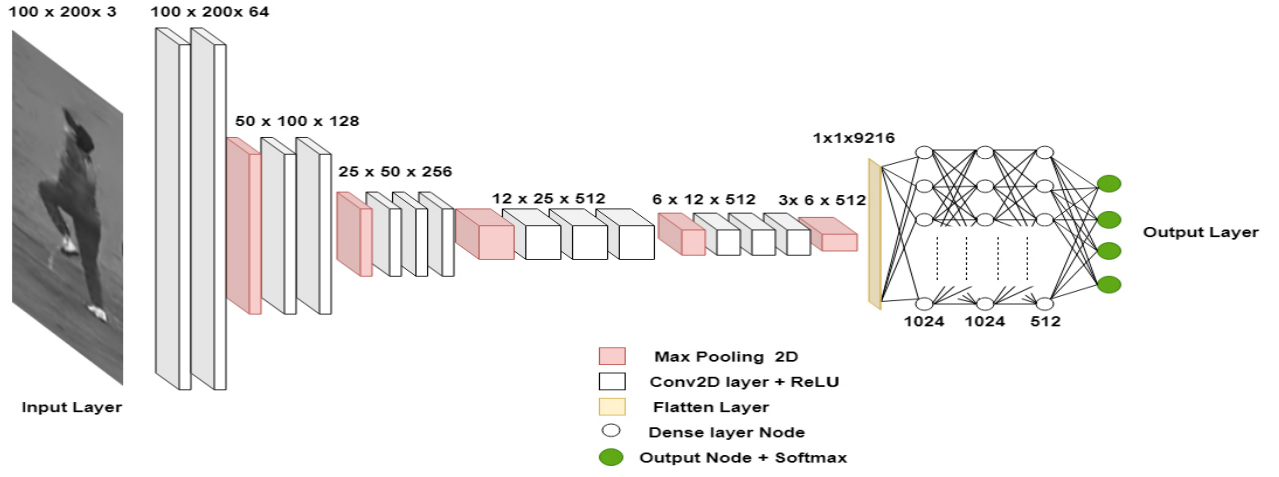 100 x 200x 3
100 x 200x 64
50 x 100 x 128
25 x 50 x 256
12 x 25 x 512
6 x 12 x 512
3x 6 x 512
1x1x9216
Output Layer
1024
1024
512
Input Layer
Max Pooling 2D
Conv2D layer + ReLU
Flatten Layer
Dense layer Node
Output Node + Softmax